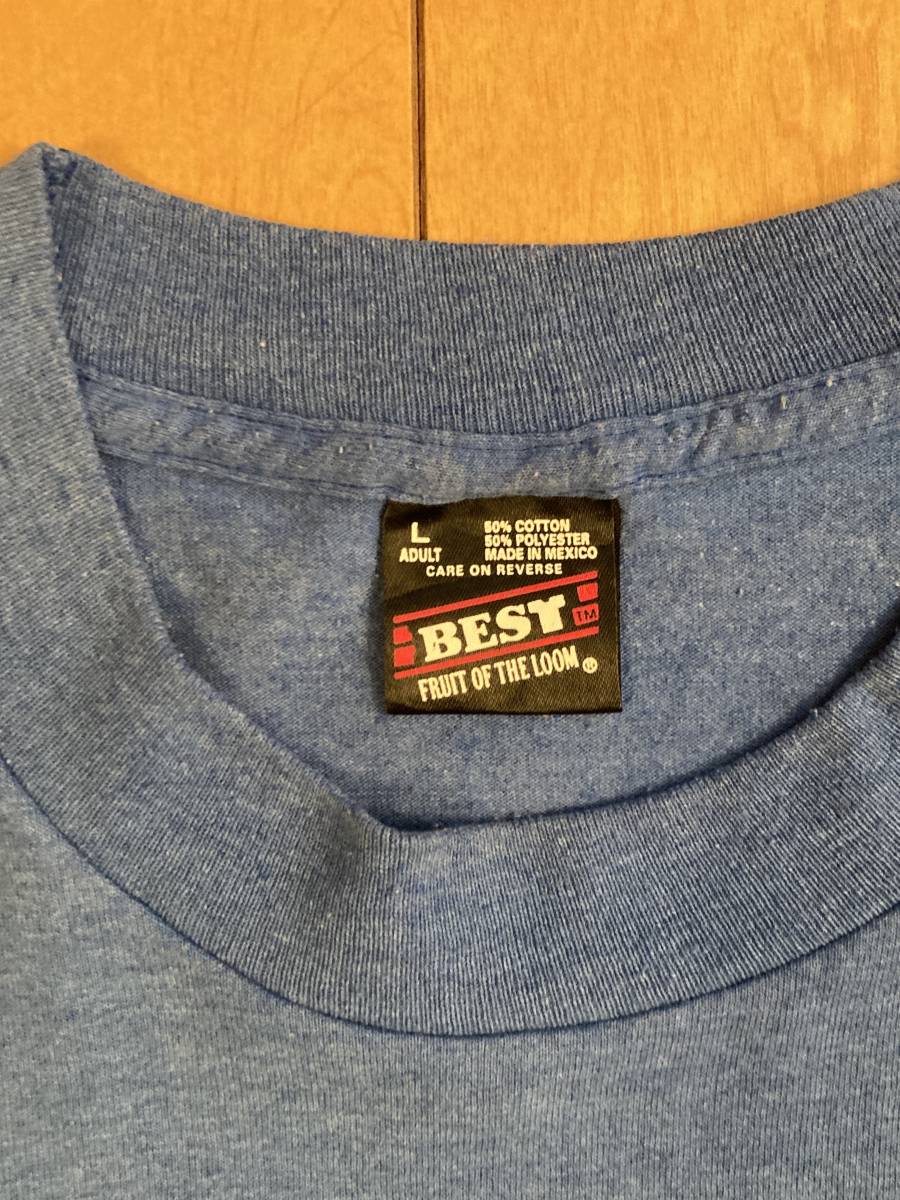 L
ADULT
50% COTTON
50% POLYESTER
MADE IN MEXICO
CARE ON REVERSE
BEST TM
FRUIT OF THE LOOM ®